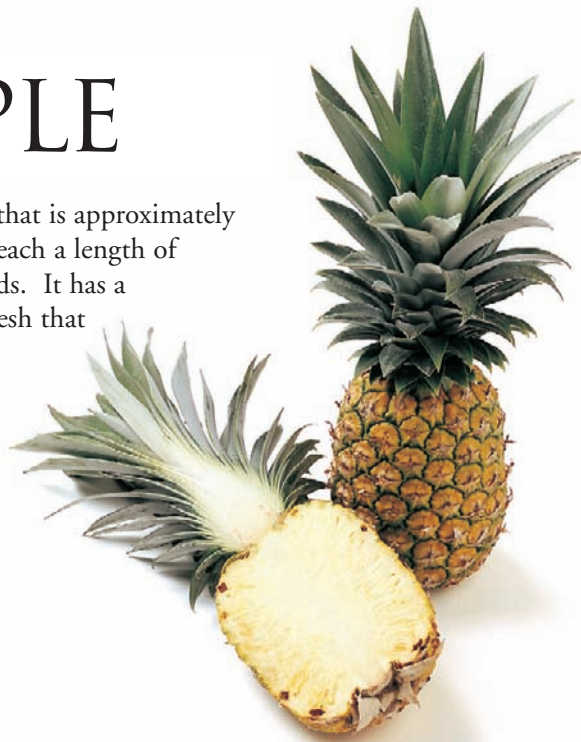 PLE
that is approximately
each a length of
ds. It has a
esh that